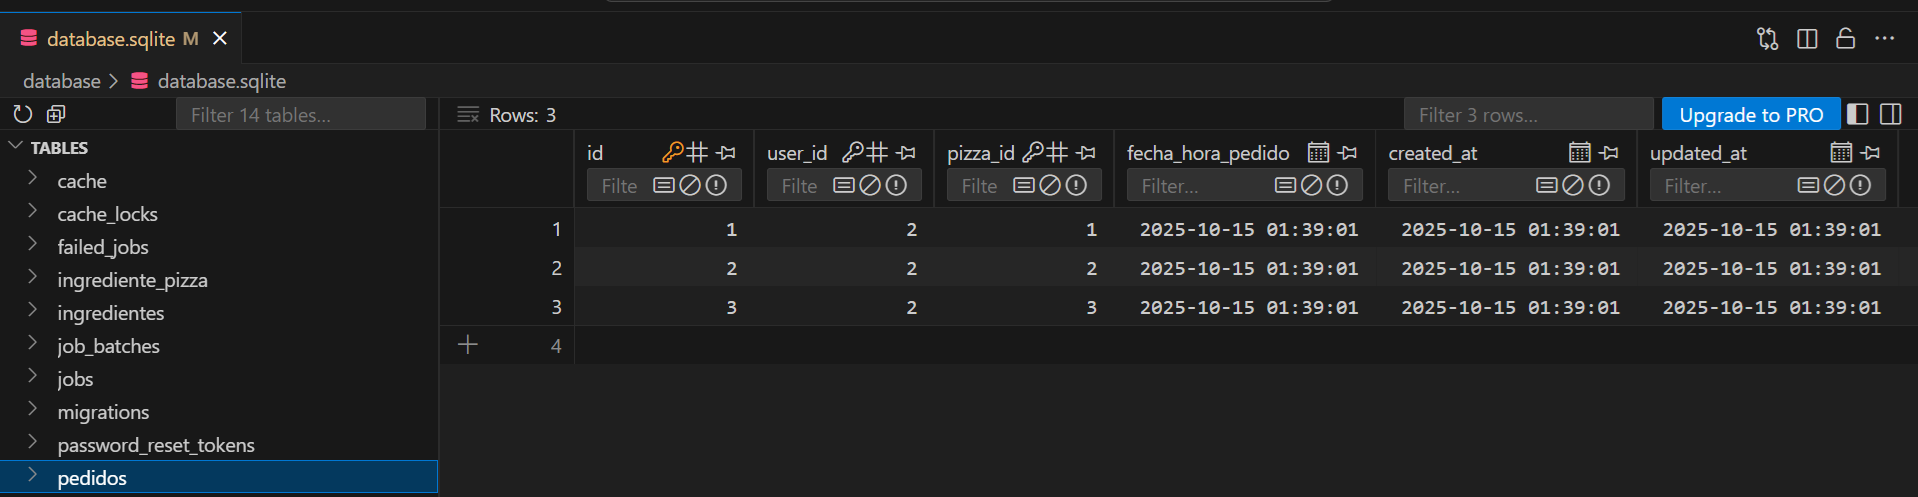 database.sqlite M
database > database.sqlite
Filter 14 tables...
Rows: 3
Filter 3 rows...
Upgrade to PRO
TABLES
cache
cache_locks
failed_jobs
ingrediente_pizza
ingredientes
job_batches
jobs
migrations
password_reset_tokens
pedidos
id user_id pizza_id fecha_hora_pedido created_at updated_at
Filte Filte Filte Filter... Filter... Filter...
1 1 2 1 2025-10-15 01:39:01 2025-10-15 01:39:01 2025-10-15 01:39:01
2 2 2 2 2025-10-15 01:39:01 2025-10-15 01:39:01 2025-10-15 01:39:01
3 3 2 3 2025-10-15 01:39:01 2025-10-15 01:39:01 2025-10-15 01:39:01
4